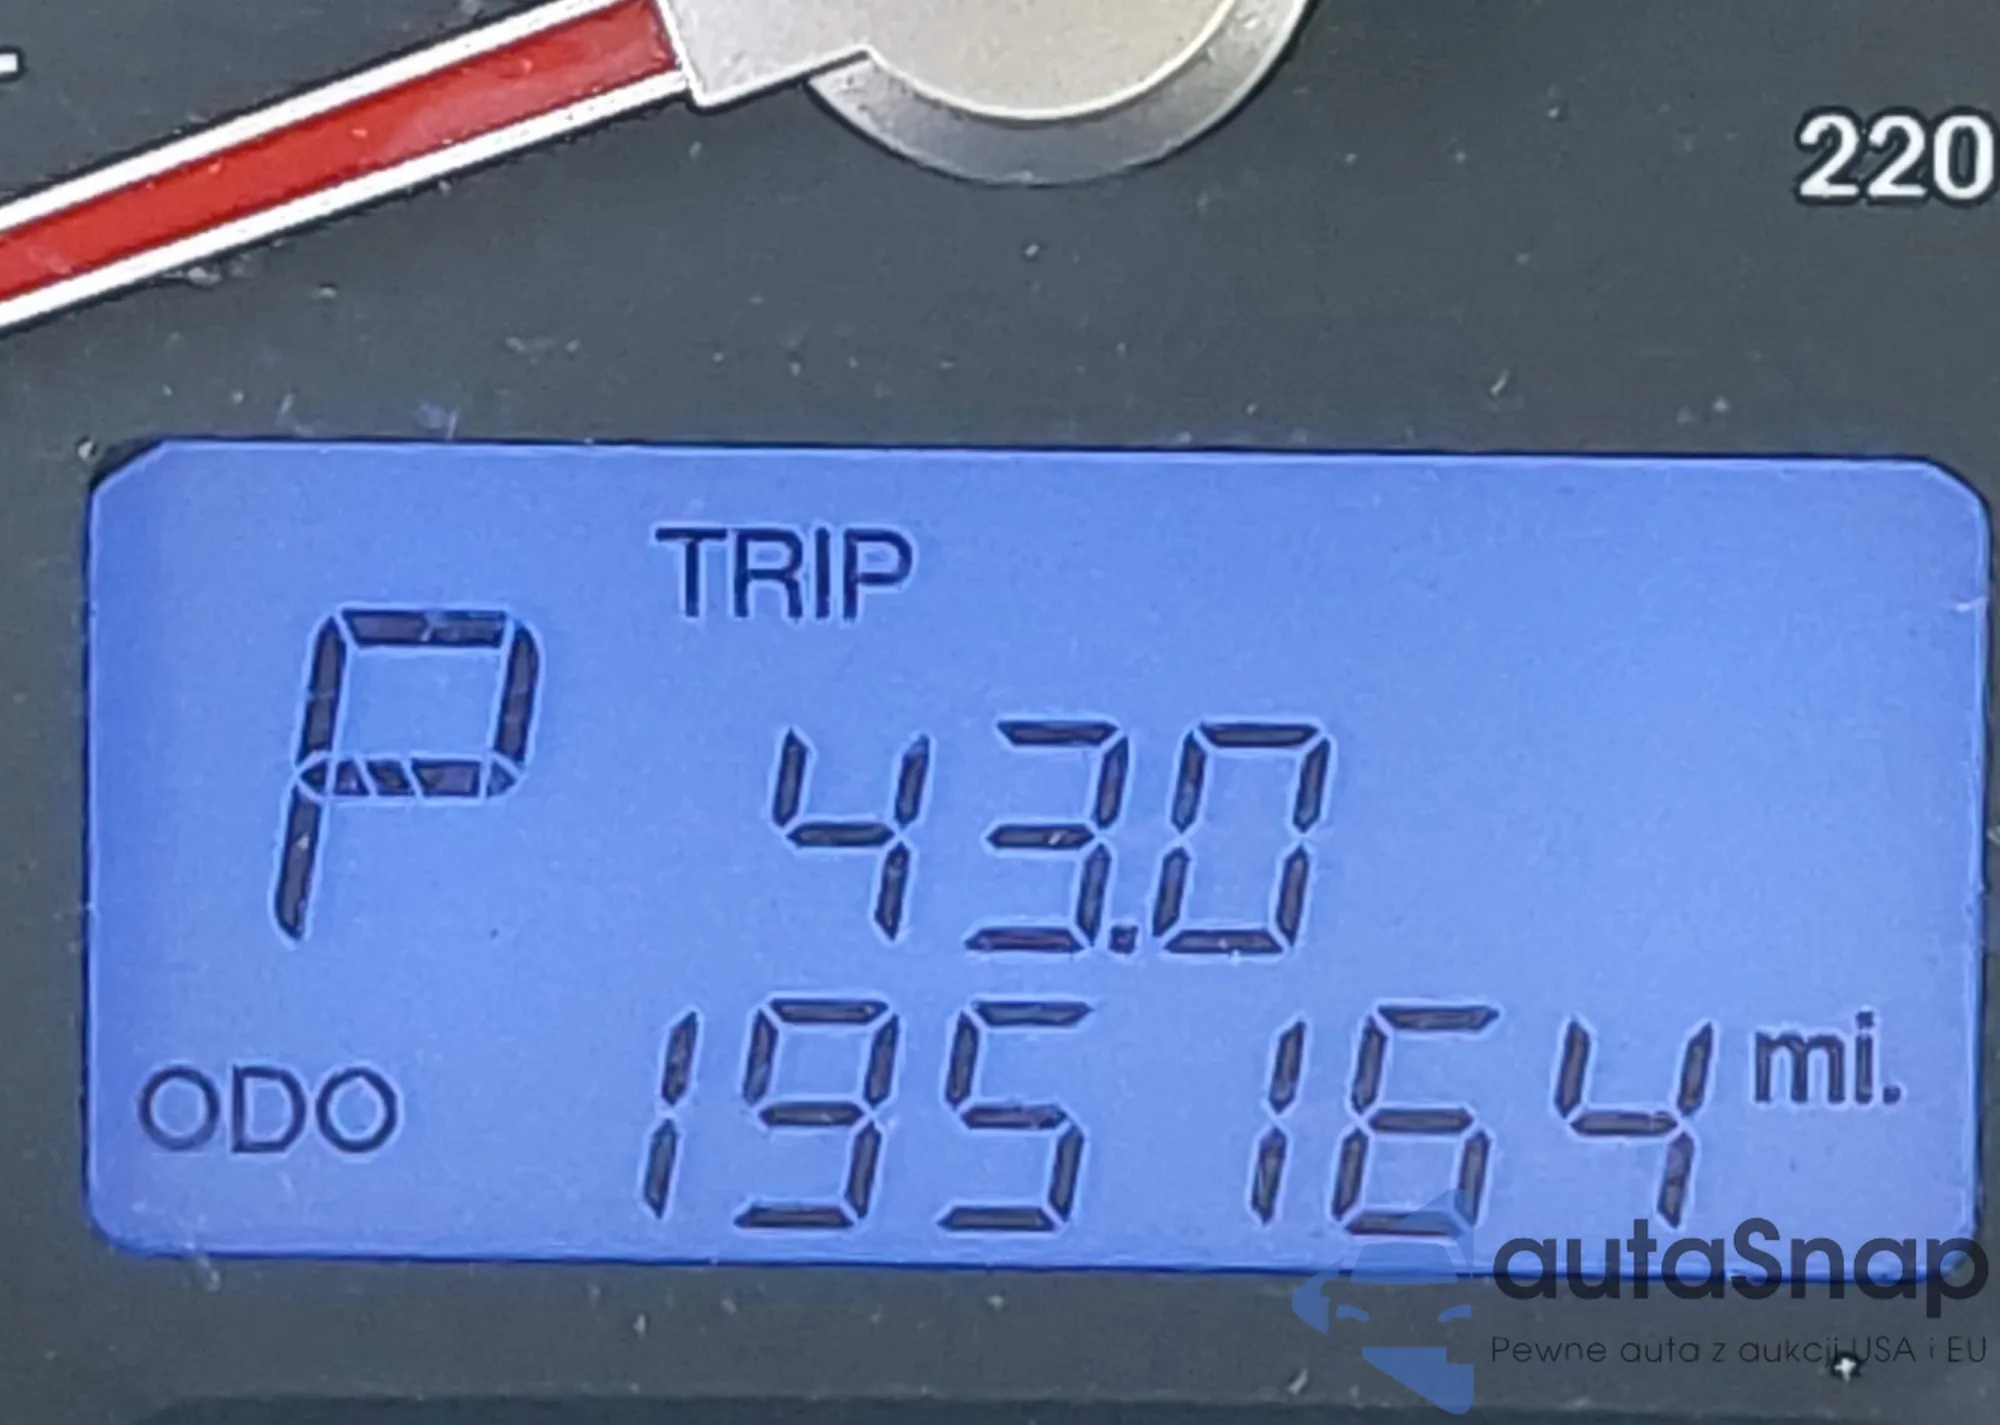 220
TRIP
P 43.0
ODO 195164 mi.
autaSnap
Pewne auta z aukcji USA i EU